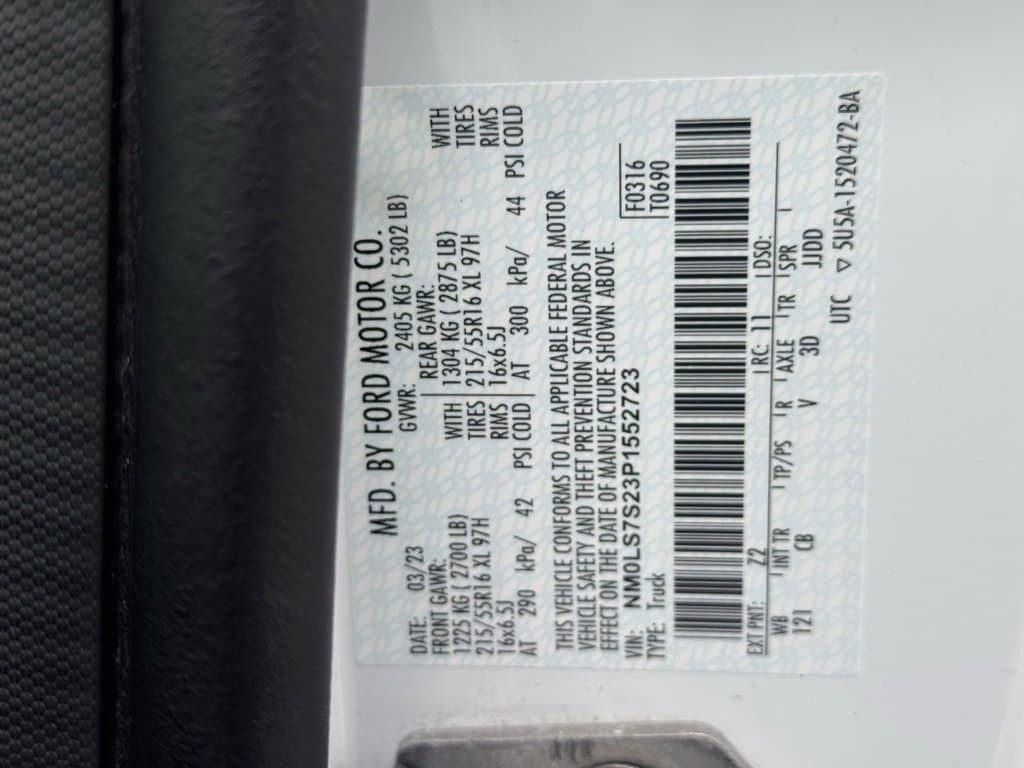 MFD. BY FORD MOTOR CO.
DATE: 03/23 GVWR: 2405 KG ( 5302 LB)
FRONT GAWR: REAR GAWR:
1225 KG ( 2700 LB) WITH 1304 KG ( 2875 LB) WITH
215/55R16 XL 97H TIRES 215/55R16 XL 97H TIRES
16x6.5J RIMS 16x6.5J RIMS
AT 290 kPa/ 42 PSI COLD AT 300 kPa/ 44 PSI COLD
THIS VEHICLE CONFORMS TO ALL APPLICABLE FEDERAL MOTOR
VEHICLE SAFETY AND THEFT PREVENTION STANDARDS IN
EFFECT ON THE DATE OF MANUFACTURE SHOWN ABOVE.
VIN: NM0LS7S23P1552723 F0316
TYPE: Truck T0690
EXT PNT: Z2 RC: 11 DSO:
WB INT TR TP/PS R AXLE TR SPR
121 CB V 3D JJDD
UTC ▽ 5U5A-1520472-BA